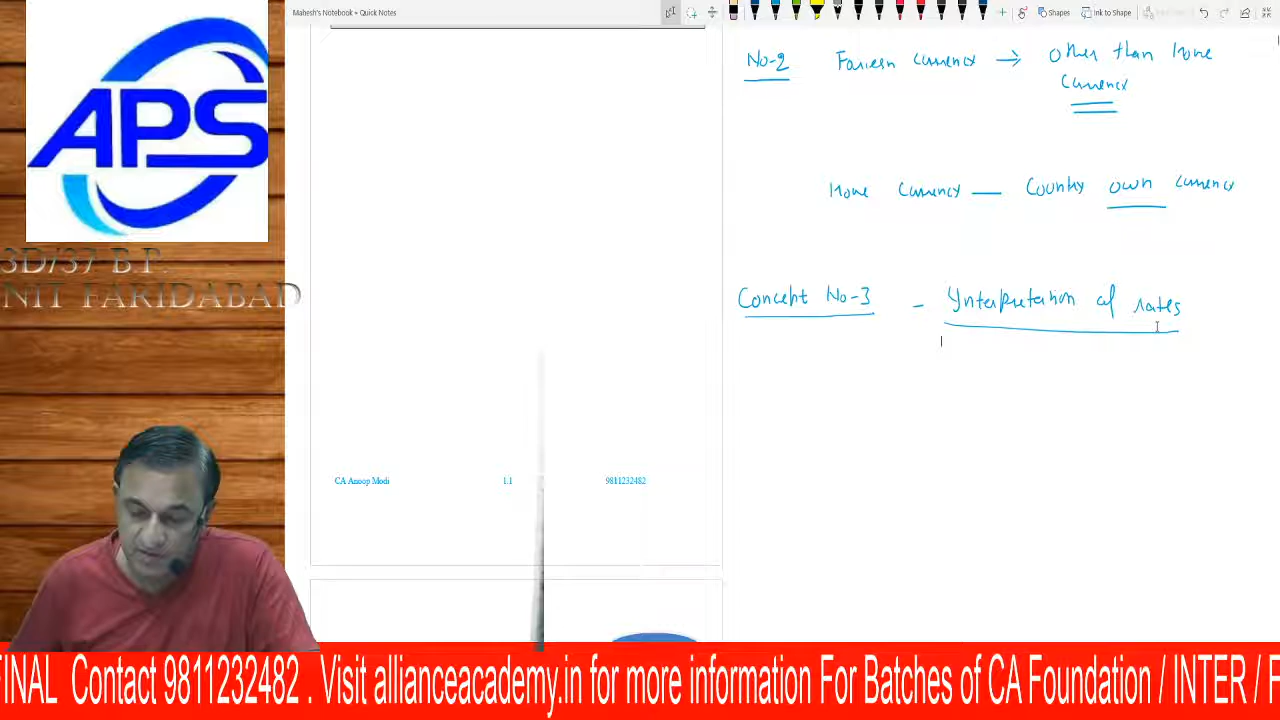 APS
3D/37 B.P.
NIT FARIDABAD
Mahesh's Notebook » Quick Notes
Shapes
Ink to Shape
No-2 Foriesn currency ⇒ other than Home
currency
Home Currency — Country own currency
Concept No-3 - Interpretation of rates
CA Anoop Modi 1.1 9811232482
FINAL Contact 9811232482 . Visit allianceacademy.in for more information For Batches of CA Foundation / INTER / F